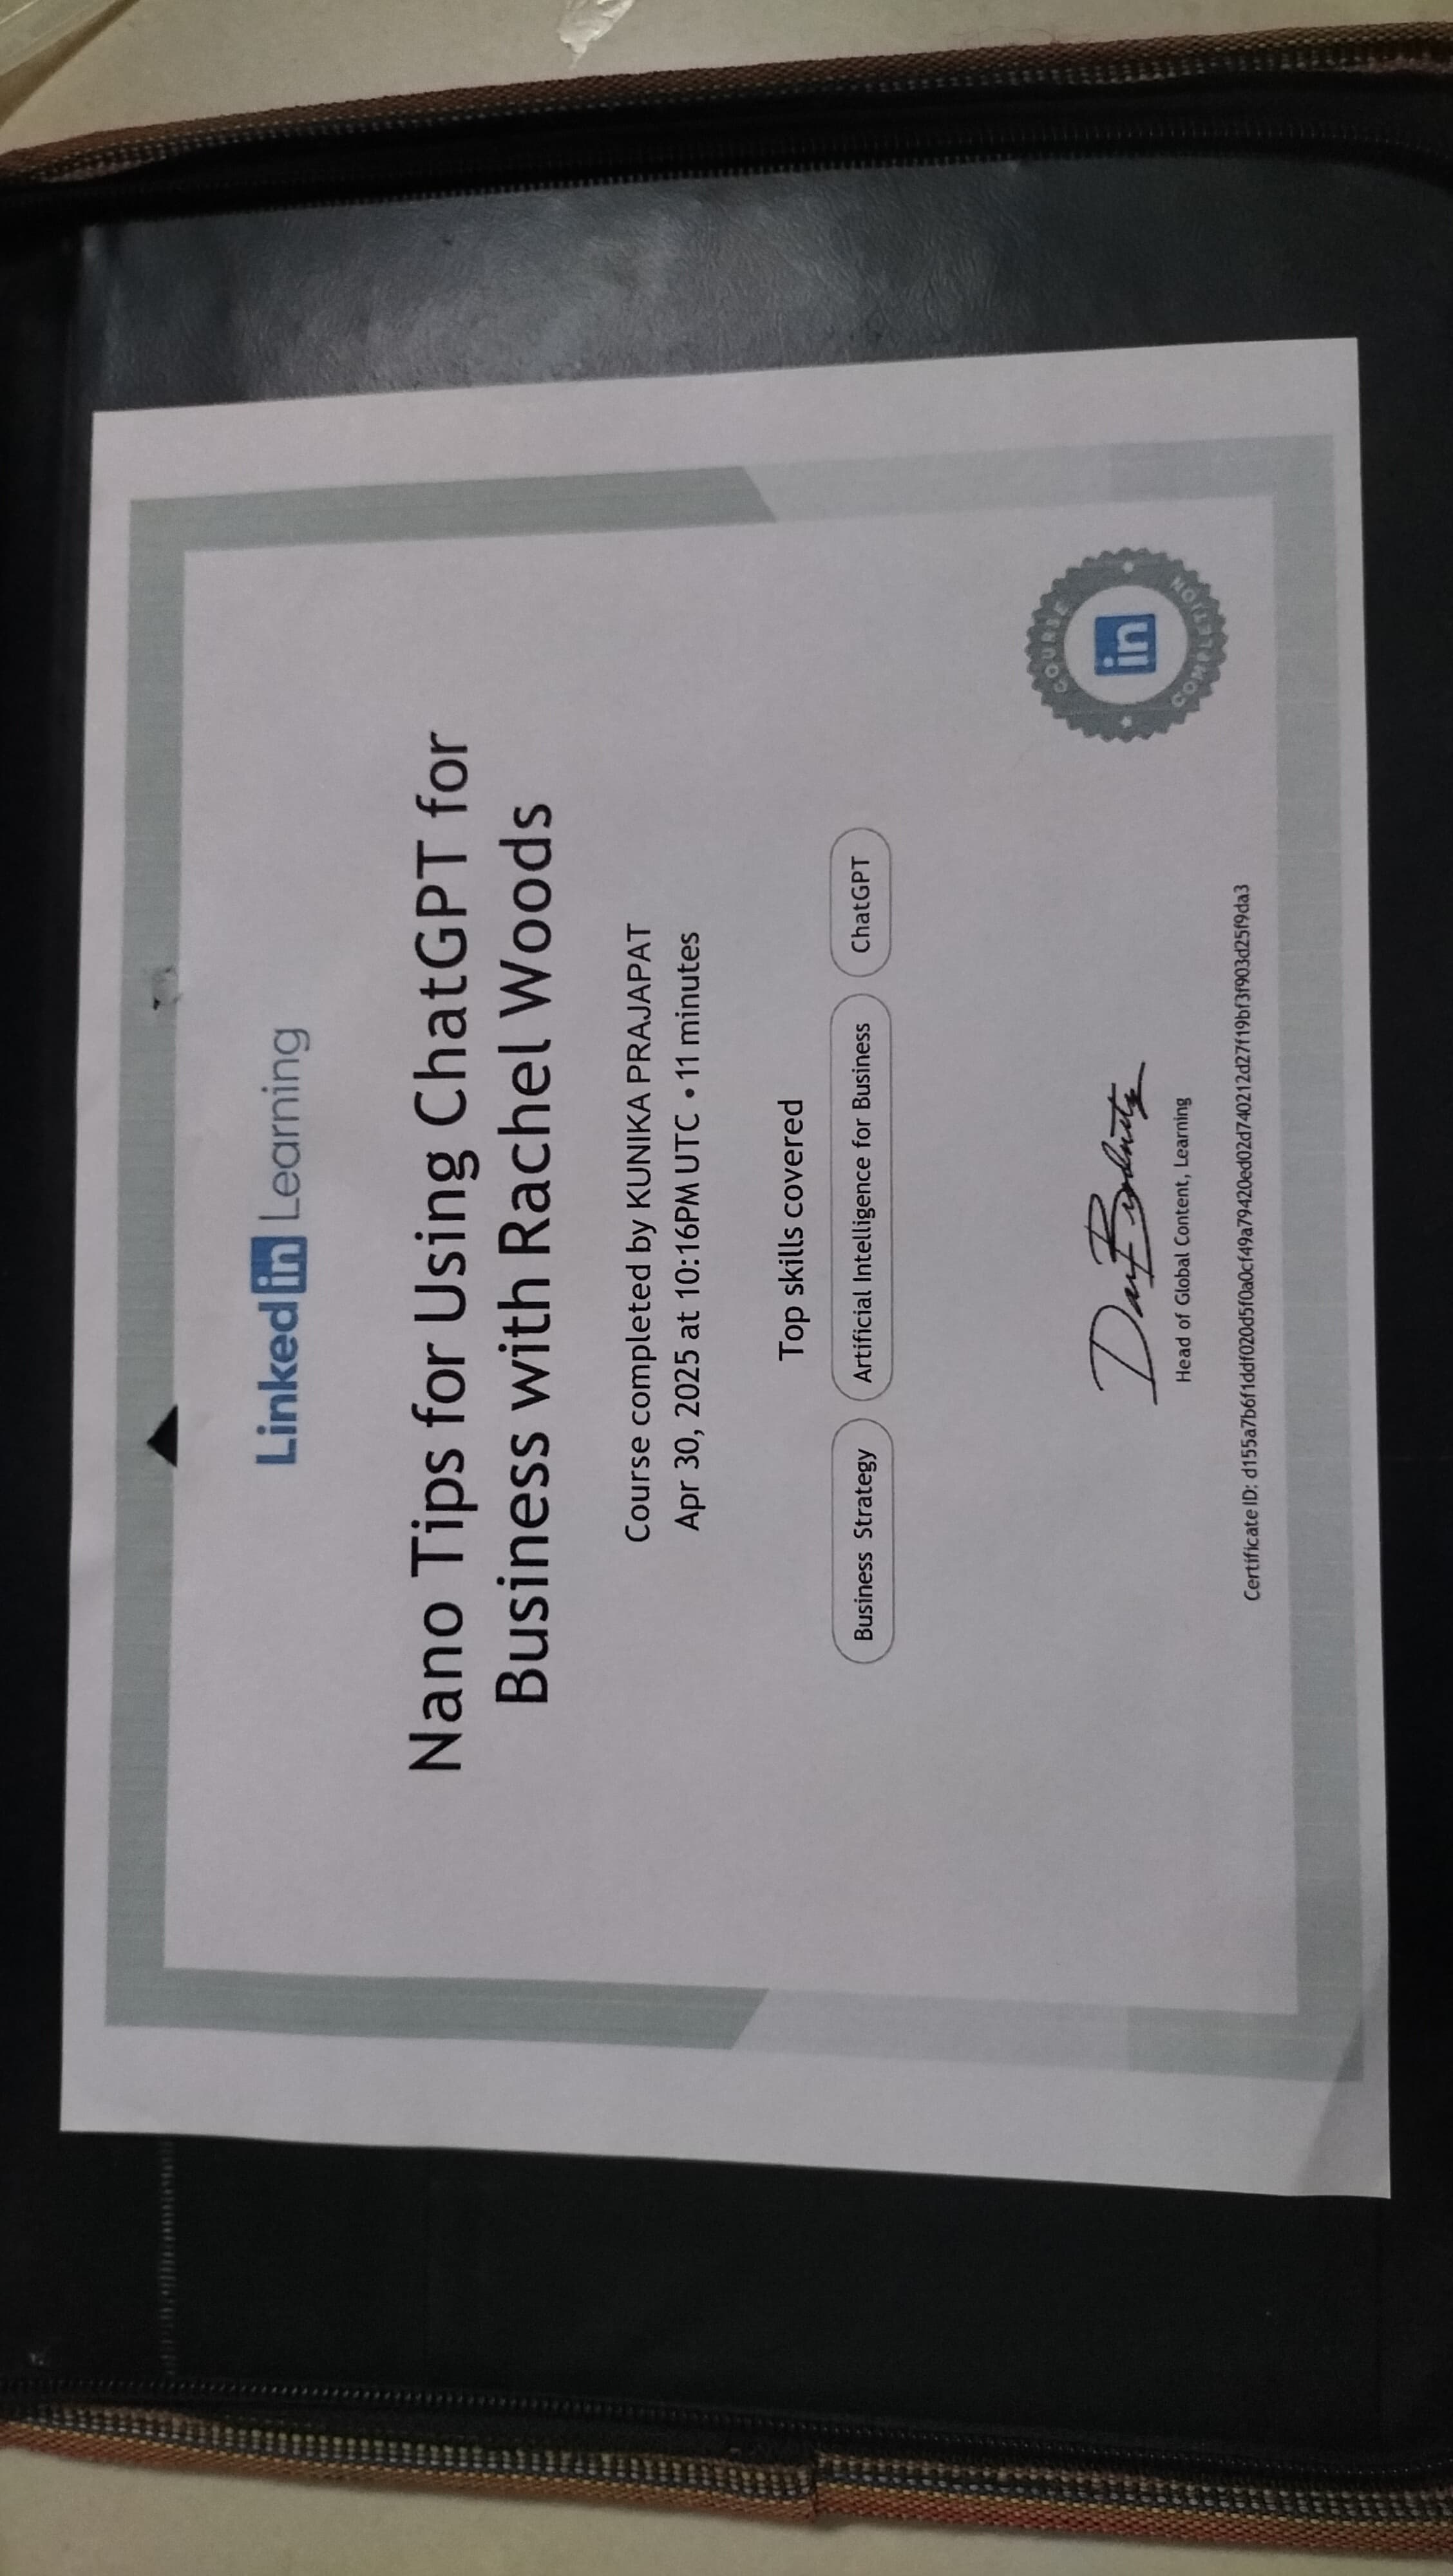 LinkedIn Learning
Nano Tips for Using ChatGPT for
Business with Rachel Woods
Course completed by KUNIKA PRAJAPAT
Apr 30, 2025 at 10:16PM UTC • 11 minutes
Top skills covered
Business Strategy
Artificial Intelligence for Business
ChatGPT
Head of Global Content, Learning
Certificate ID: d155a7b6f1ddf020d5f0a0cf49a79420ed02d740212d27f19bf3f903d25f9da3
COURSE
in
COMPLETION